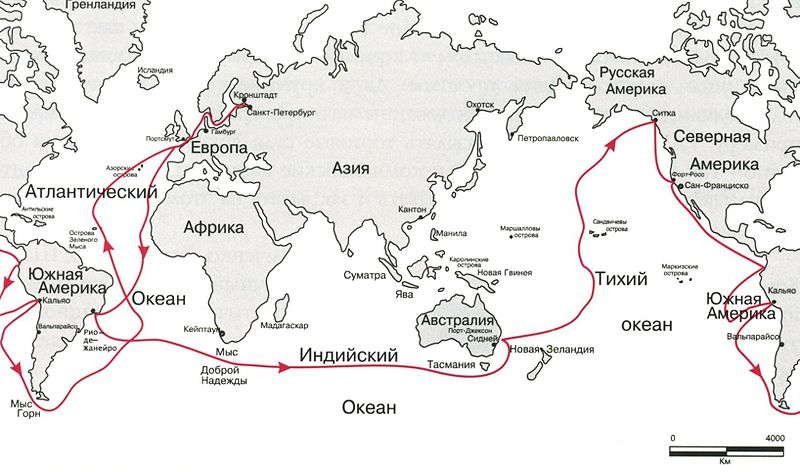 Гренландия
Исландия
Кронштадт
Санкт-Петербург
Портсмут
Гамбург
Европа
Охотск
Петропавловск
Русская
Америка
Ситка
Северная
Америка
Форт-Росс
Сан-Франциско
Азия
Азорские
острова
Атлантический
Антильские
острова
Острова
Зеленого
Мыса
Африка
Кантон
Манила
Маршалловы
острова
Сандвичевы
острова
Каролинские
острова
Новая Гвинея
Суматра
Ява
Тихий
Маркизские
острова
океан
Южная
Америка
Кальяо
Вальпарайсо
Рио-
де-
жанейро
Океан
Кейптаун
Мадагаскар
Мыс
Доброй
Надежды
Индийский
Океан
Австралия
Порт-Джексон
Сидней
Тасмания
Новая Зеландия
Южная
Америка
Кальяо
Вальпарайсо
Мыс
Горн
0 4000
Км